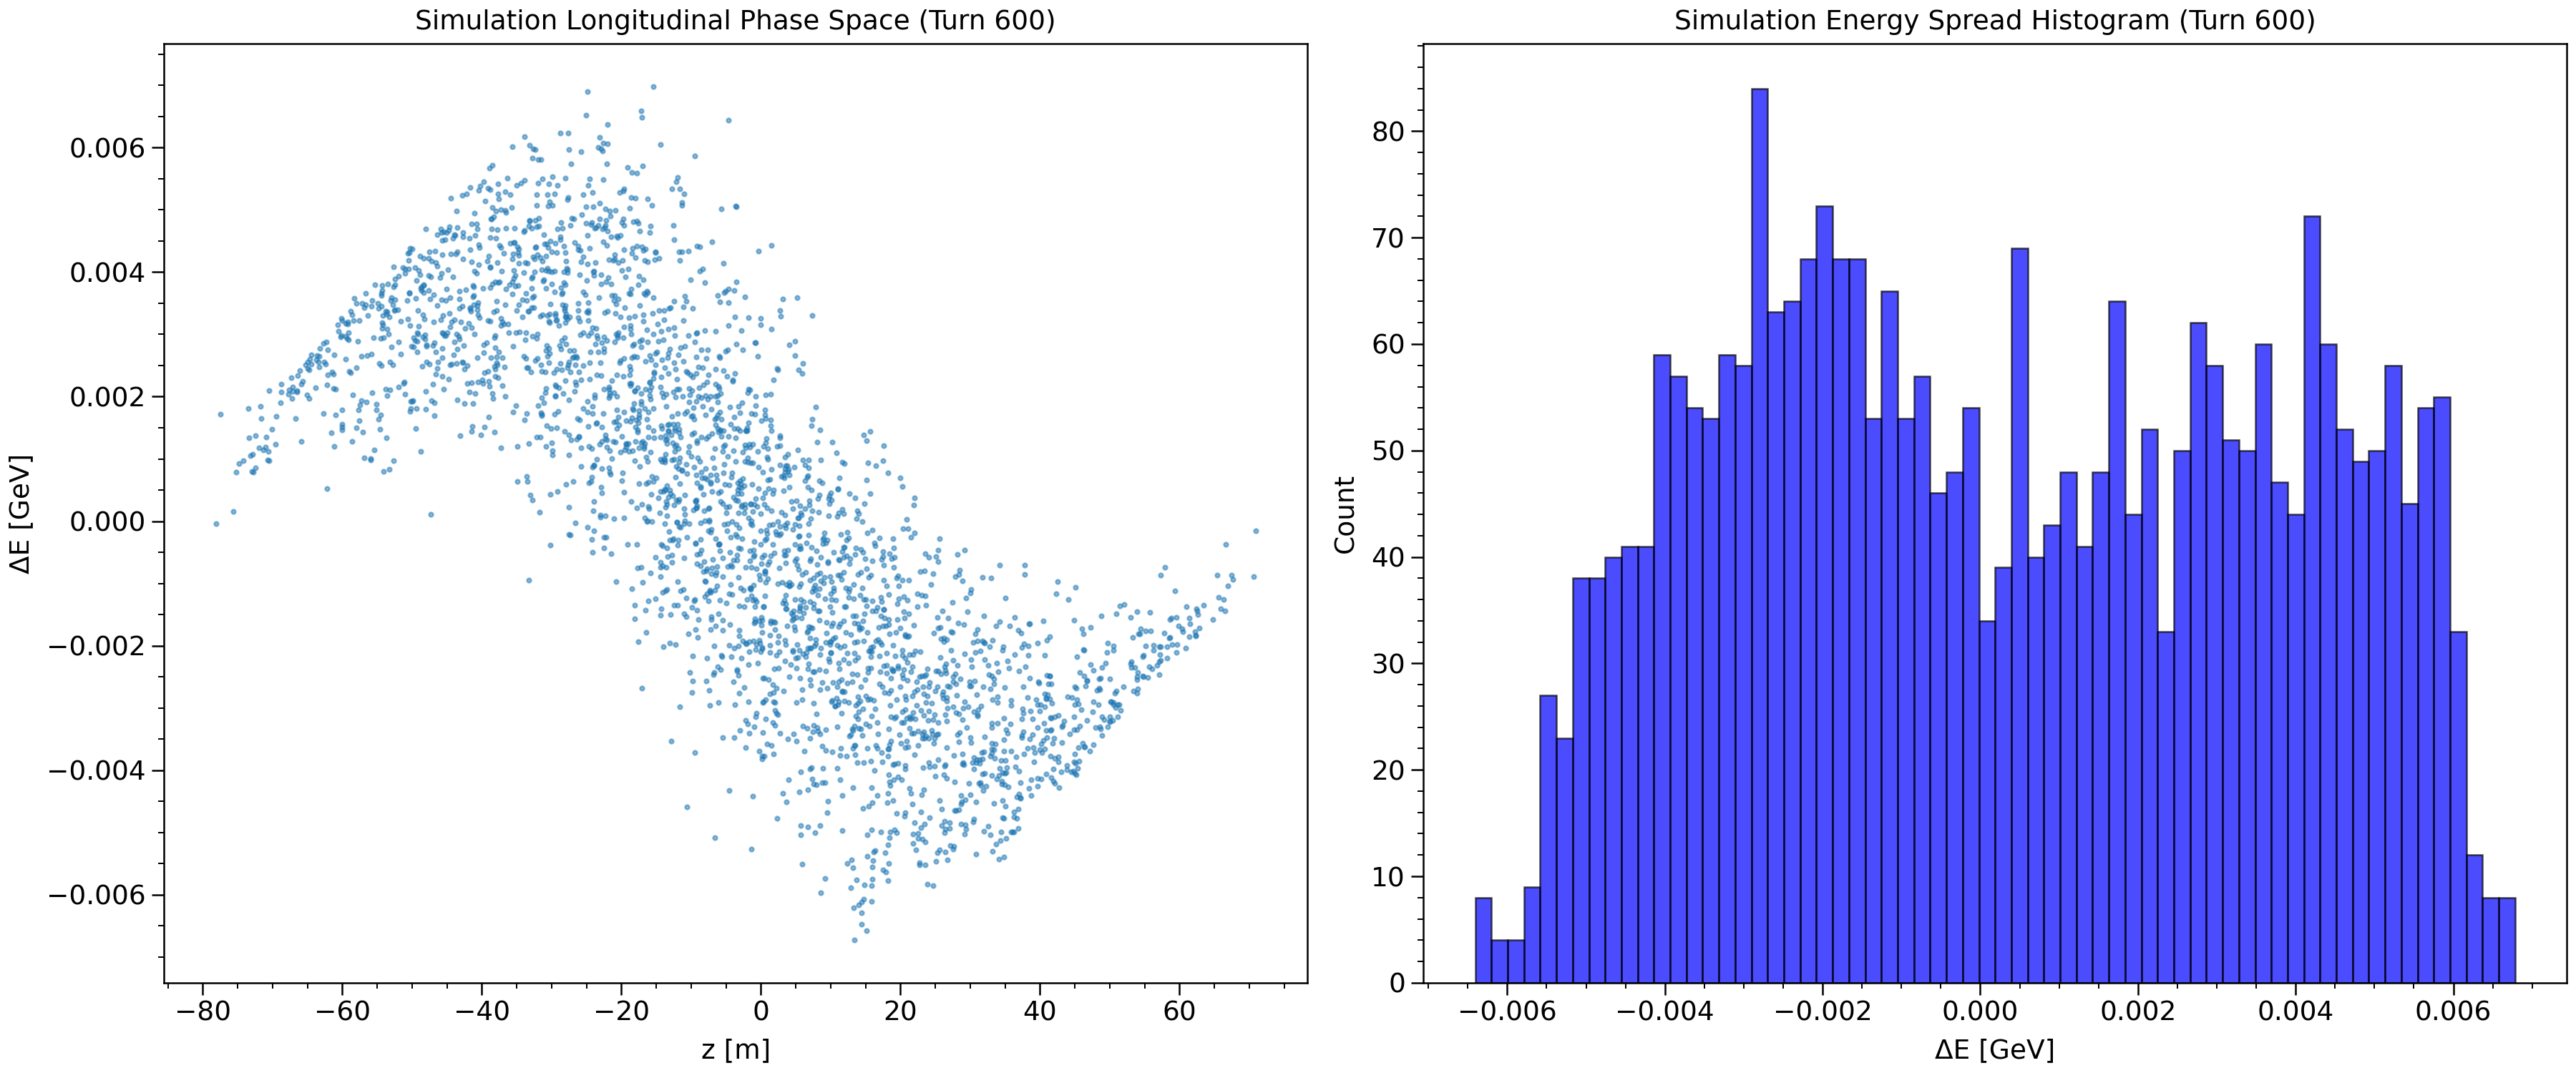 Simulation Longitudinal Phase Space (Turn 600)
ΔE [GeV]
0.006
0.004
0.002
0.000
−0.002
−0.004
−0.006
−80 −60 −40 −20 0 20 40 60
z [m]
Simulation Energy Spread Histogram (Turn 600)
Count
80
70
60
50
40
30
20
10
0
−0.006 −0.004 −0.002 0.000 0.002 0.004 0.006
ΔE [GeV]